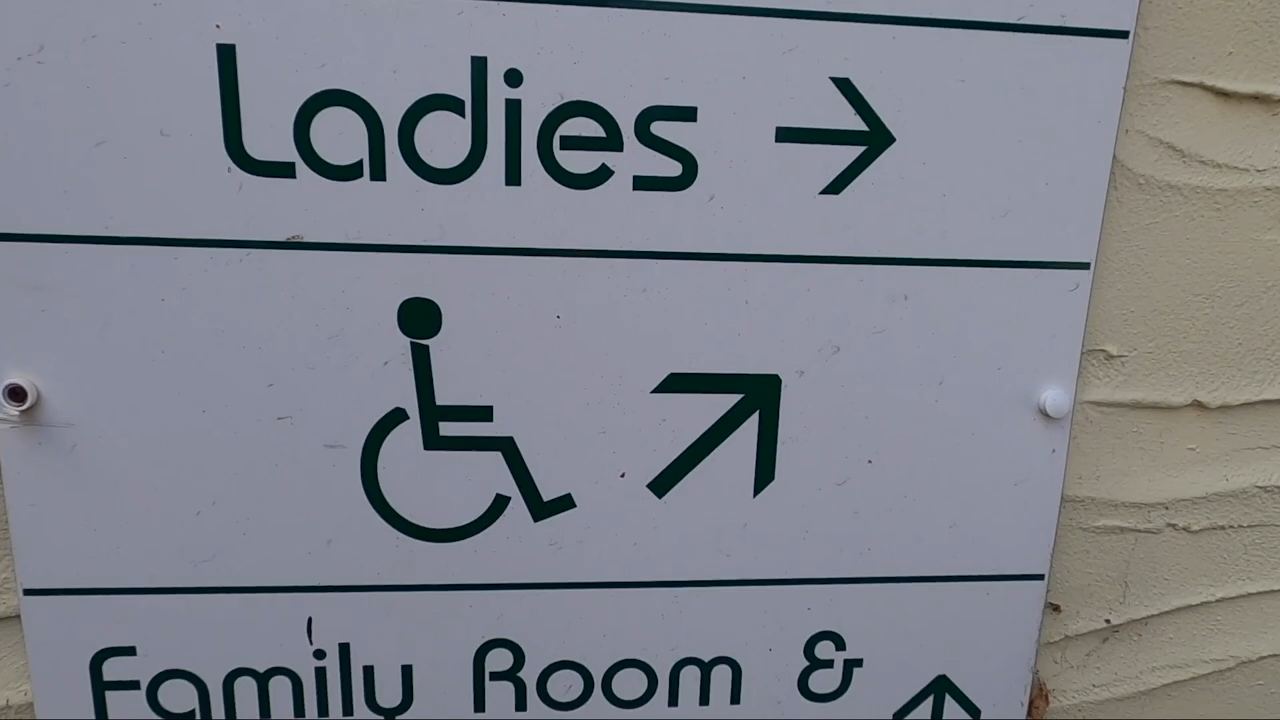 Ladies →
↗
Family Room & ↑